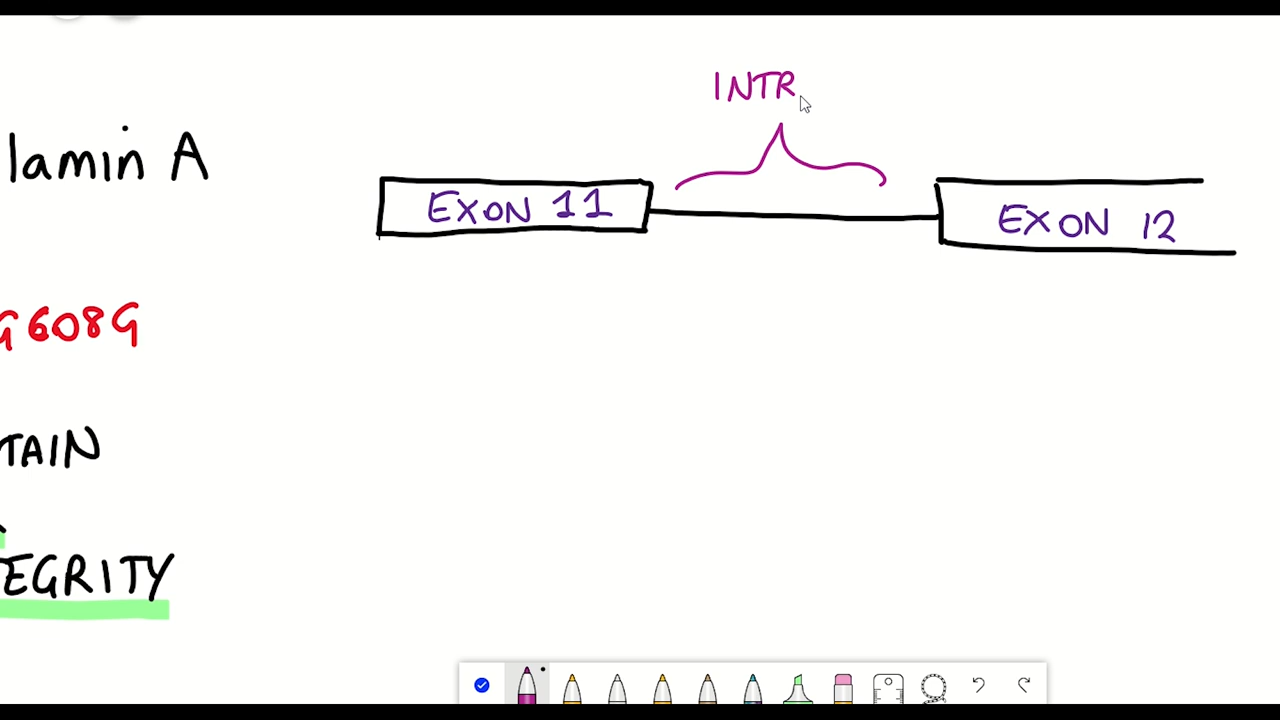 INTR
lamin A
EXON 11
EXON 12
G608G
TAIN
EGRITY